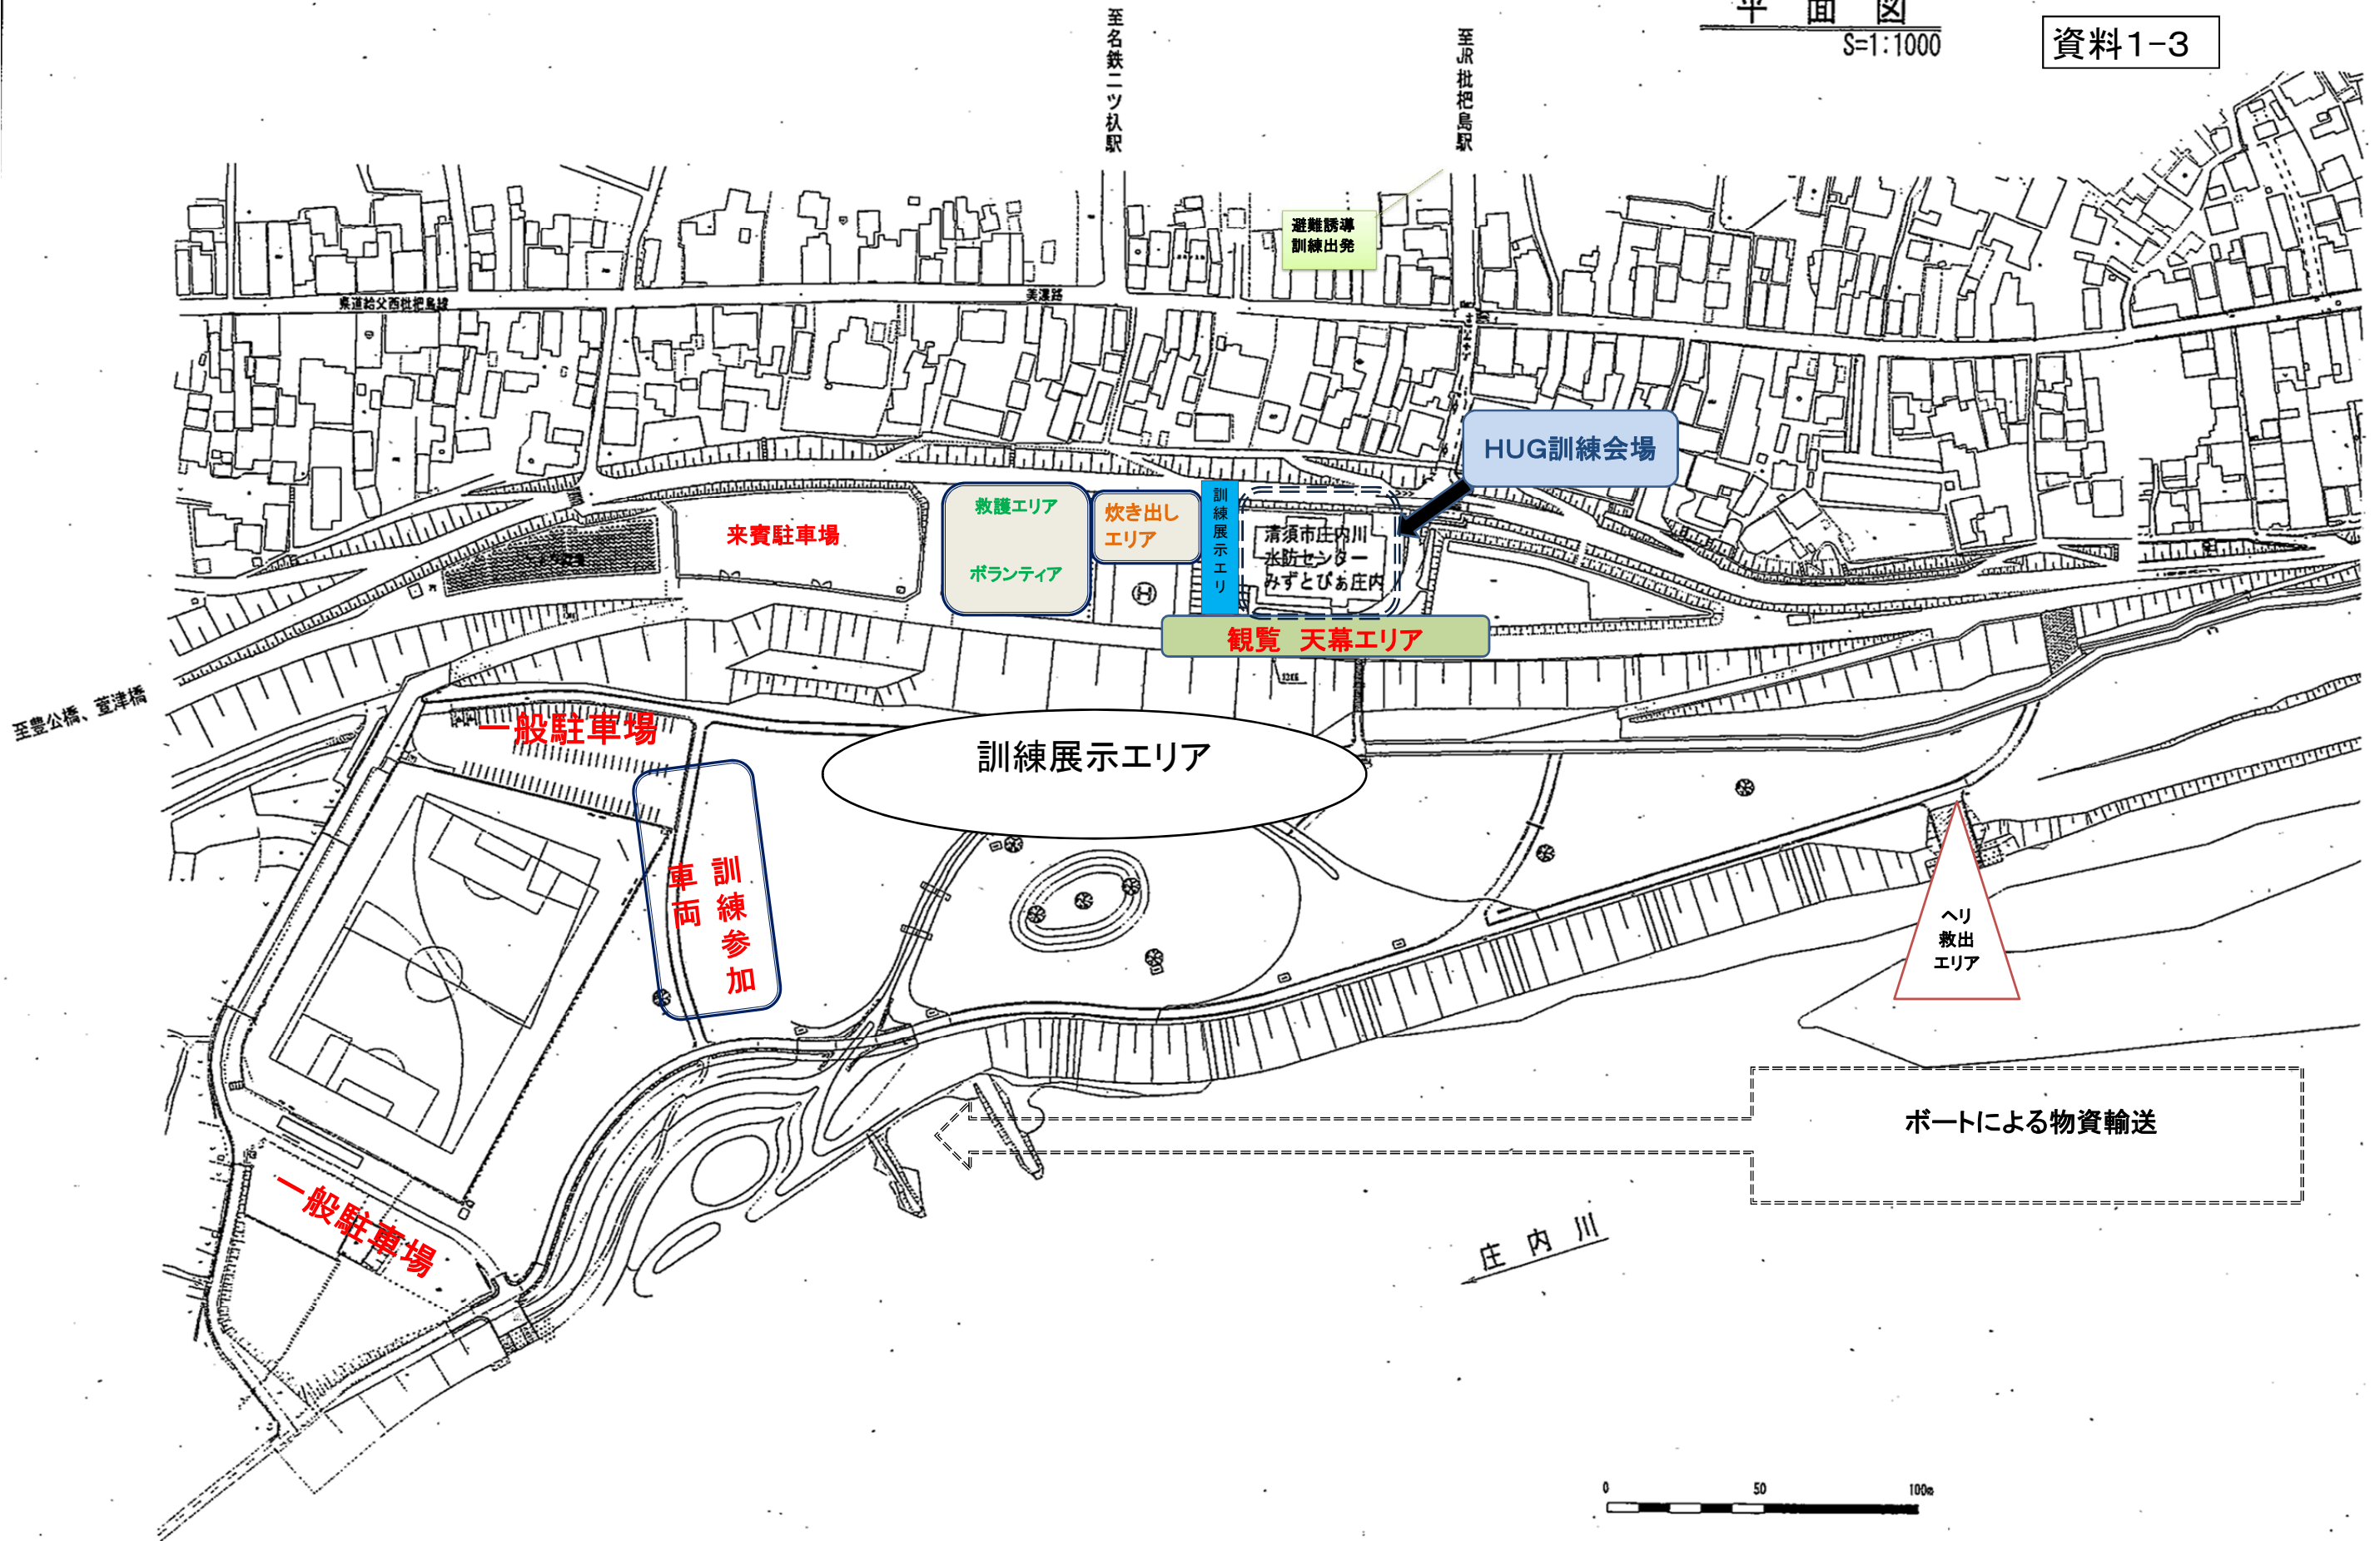 平面図
S=1:1000
資料1-3
至名鉄二ツ杁駅
至JR枇杷島駅
避難誘導
訓練出発
県道給父西枇杷島線
美濃路
HUG訓練会場
救護エリア
ボランティア
炊き出し
エリア
訓練展示エリ
清須市庄内川
水防センター
みずとぴぁ庄内
来賓駐車場
観覧 天幕エリア
至豊公橋、萱津橋
一般駐車場
訓練展示エリア
訓練参加
車両
ヘリ
救出
エリア
ボートによる物資輸送
一般駐車場
庄内川
0 50 100m